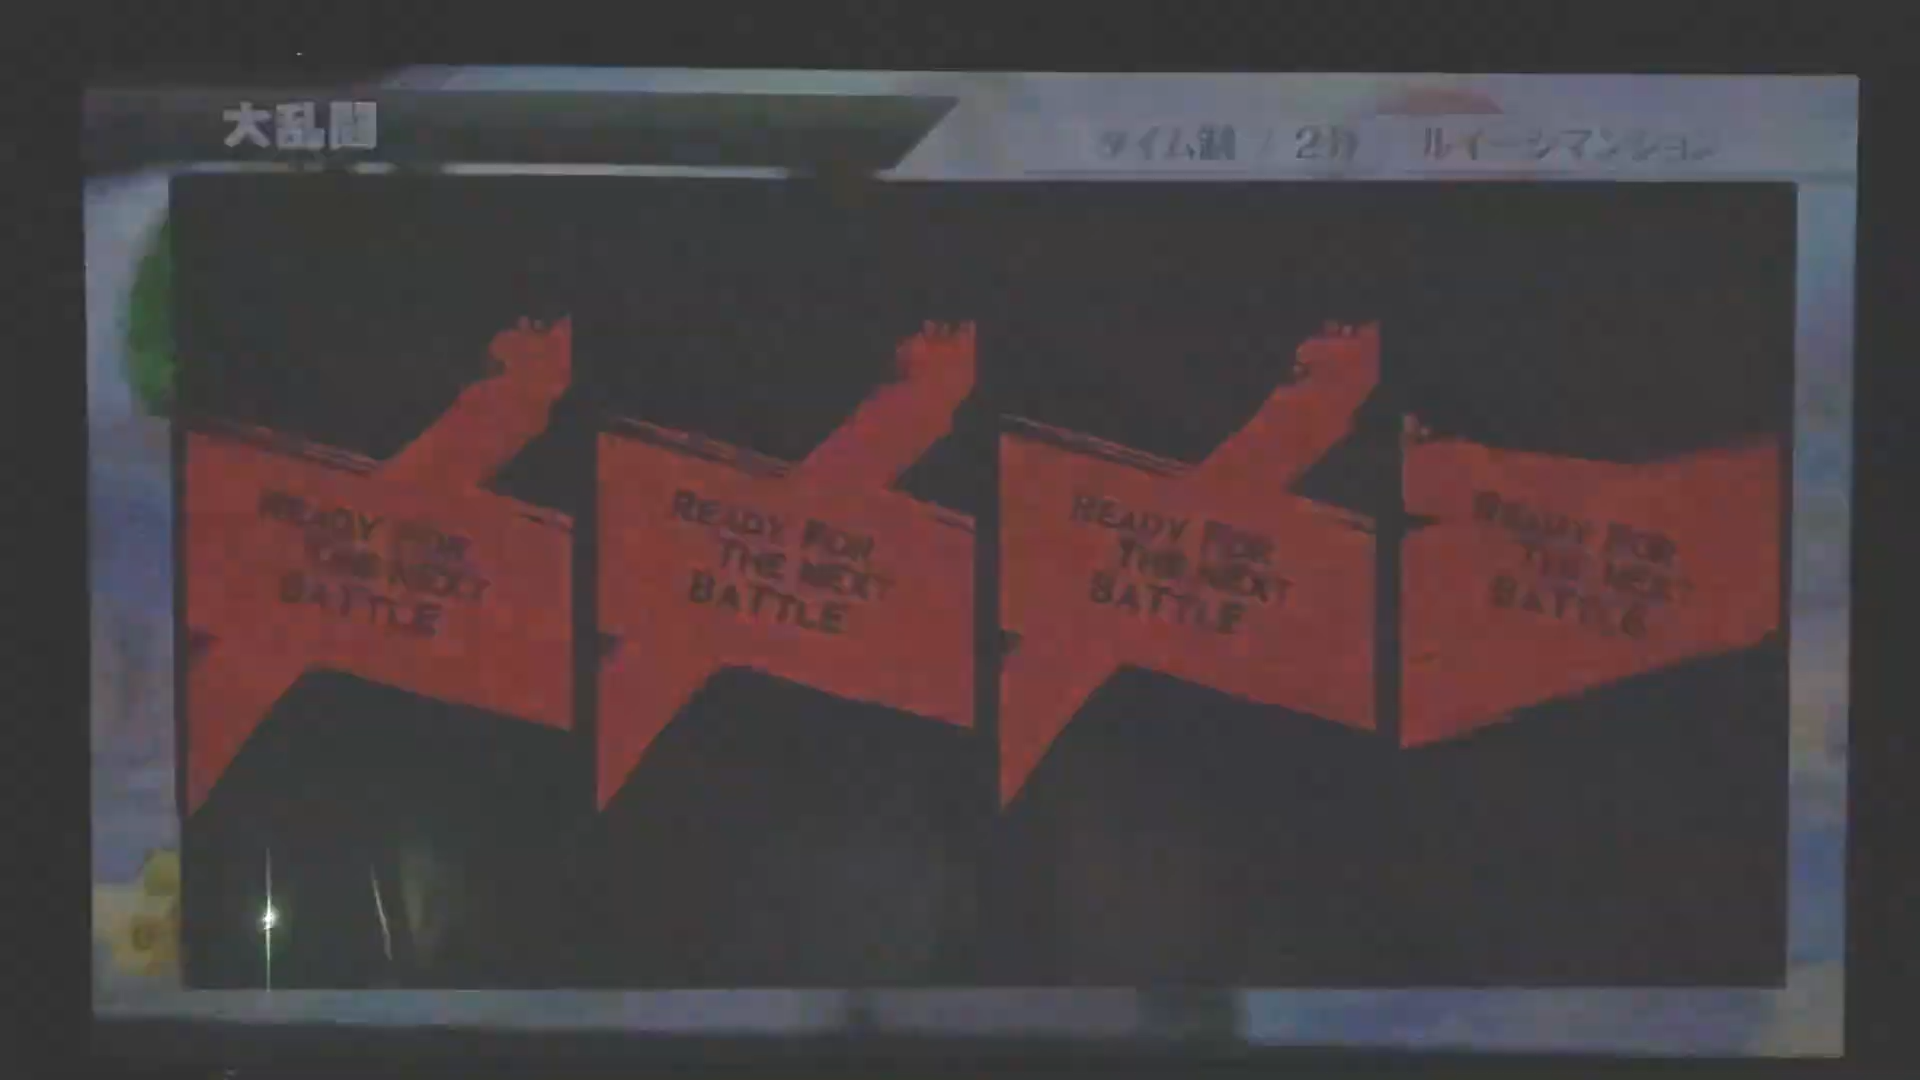 大乱闘
タイム制 / 2分 ルイージマンション
READY FOR
THE NEXT
BATTLE
READY FOR
THE NEXT
BATTLE
READY FOR
THE NEXT
BATTLE
READY FOR
THE NEXT
BATTLE